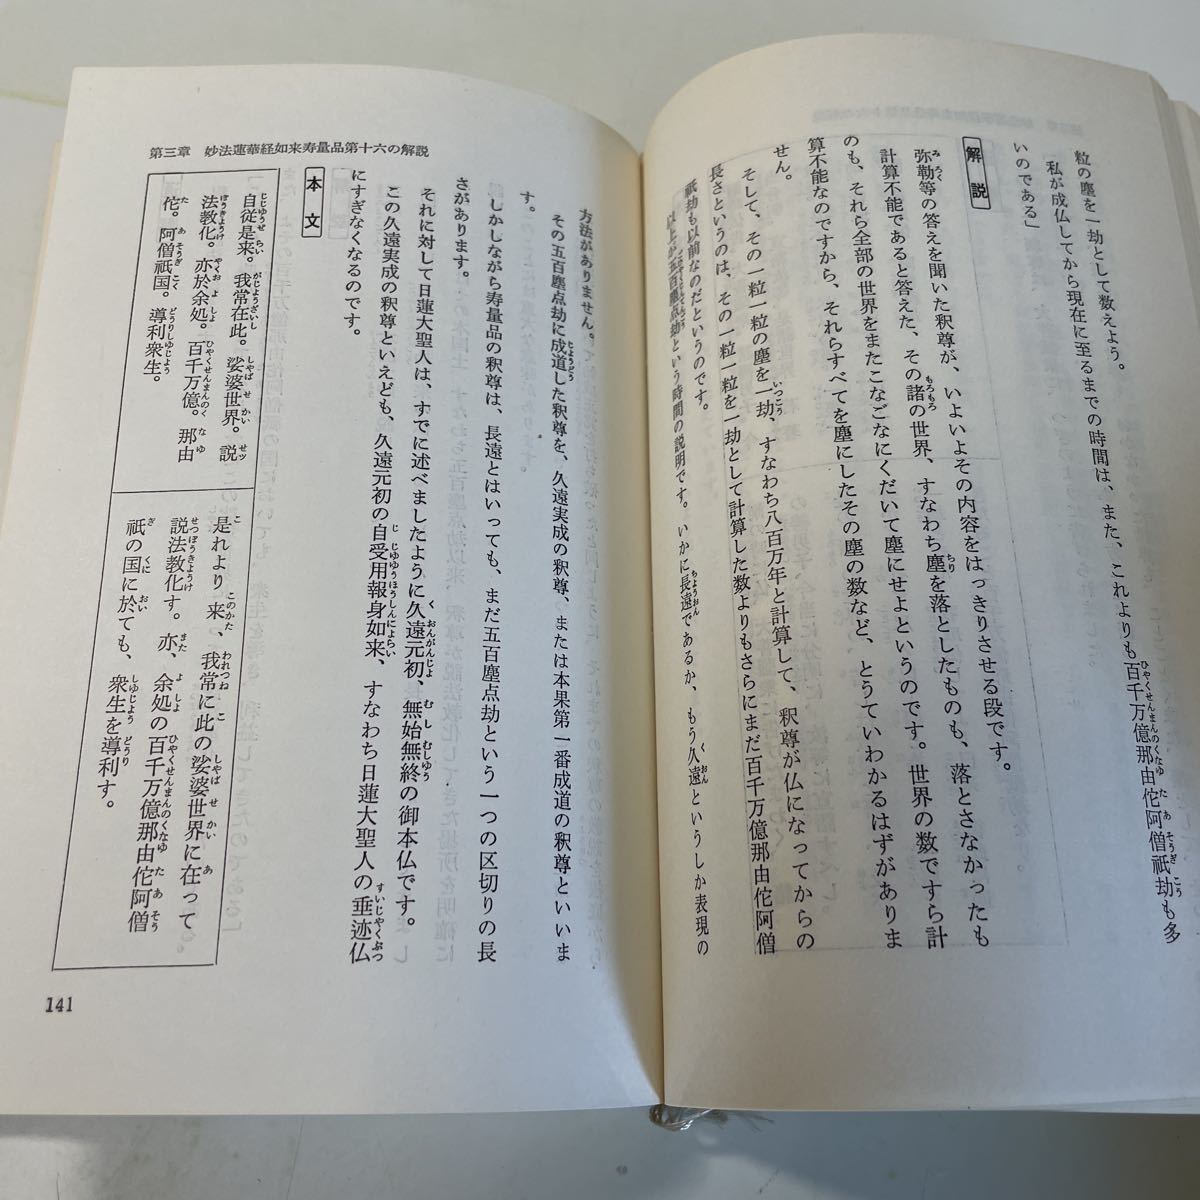 粒の塵を一劫として数えよう。
私が成仏してから現在に至るまでの時間は、また、これよりも百千万億那由佗阿僧祇劫も多
いのである」
解説
弥勒等の答えを聞いた釈尊が、いよいよその内容をはっきりさせる段です。
計算不能であると答えた、その諸の世界、すなわち塵を落としたものも、落とさなかったも
のも、それら全部の世界をまたこなごなにくだいて塵にせよというのです。世界の数ですら計
算不能なのですから、それらすべてを塵にしたその塵の数など、とうていわかるはずがありま
せん。
そして、その一粒一粒の塵を一劫、すなわち八百万年と計算して、釈尊が仏になってからの
長さというのは、その一粒一粒を一劫として計算した数よりもさらにまだ百千万億那由佗阿僧
祇劫も以前なのだというのです。
以上が五百塵点劫という時間の説明です。いかに長遠であるか、もう久遠というしか表現の
方法がありません。
その五百塵点劫に成道した釈尊を、久遠実成の釈尊、または本果第一番成道の釈尊といいま
す。
しかしながら寿量品の釈尊は、長遠とはいっても、まだ五百塵点劫という一つの区切りの長
さがあります。
それに対して日蓮大聖人は、すでに述べましたように久遠元初、無始無終の御本仏です。
この久遠実成の釈尊といえども、久遠元初の自受用報身如来、すなわち日蓮大聖人の垂迹仏
にすぎなくなるのです。
本文
自従是来。我常在此。娑婆世界。説
法教化。亦於余処。百千万億。那由
佗。阿僧祇国。導利衆生。
是れより来、我常に此の娑婆世界に在って
説法教化す。亦、余処の百千万億那由佗阿僧
祇の国に於ても、衆生を導利す。
第三章　妙法蓮華経如来寿量品第十六の解説
141